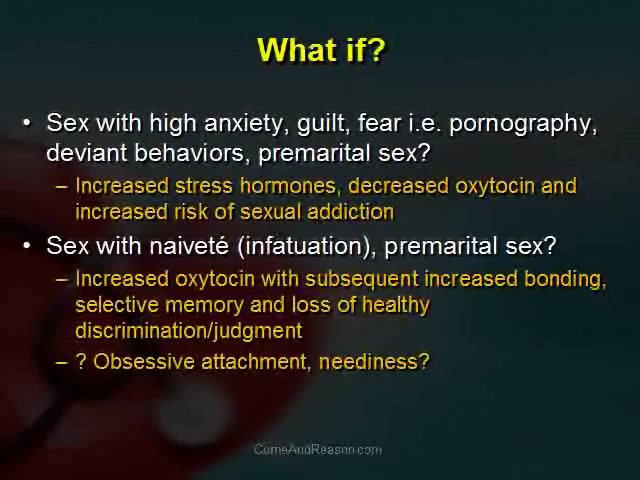 What if?
• Sex with high anxiety, guilt, fear i.e. pornography,
deviant behaviors, premarital sex?
– Increased stress hormones, decreased oxytocin and
increased risk of sexual addiction
• Sex with naiveté (infatuation), premarital sex?
– Increased oxytocin with subsequent increased bonding,
selective memory and loss of healthy
discrimination/judgment
– ? Obsessive attachment, neediness?
ComeAndReason.com